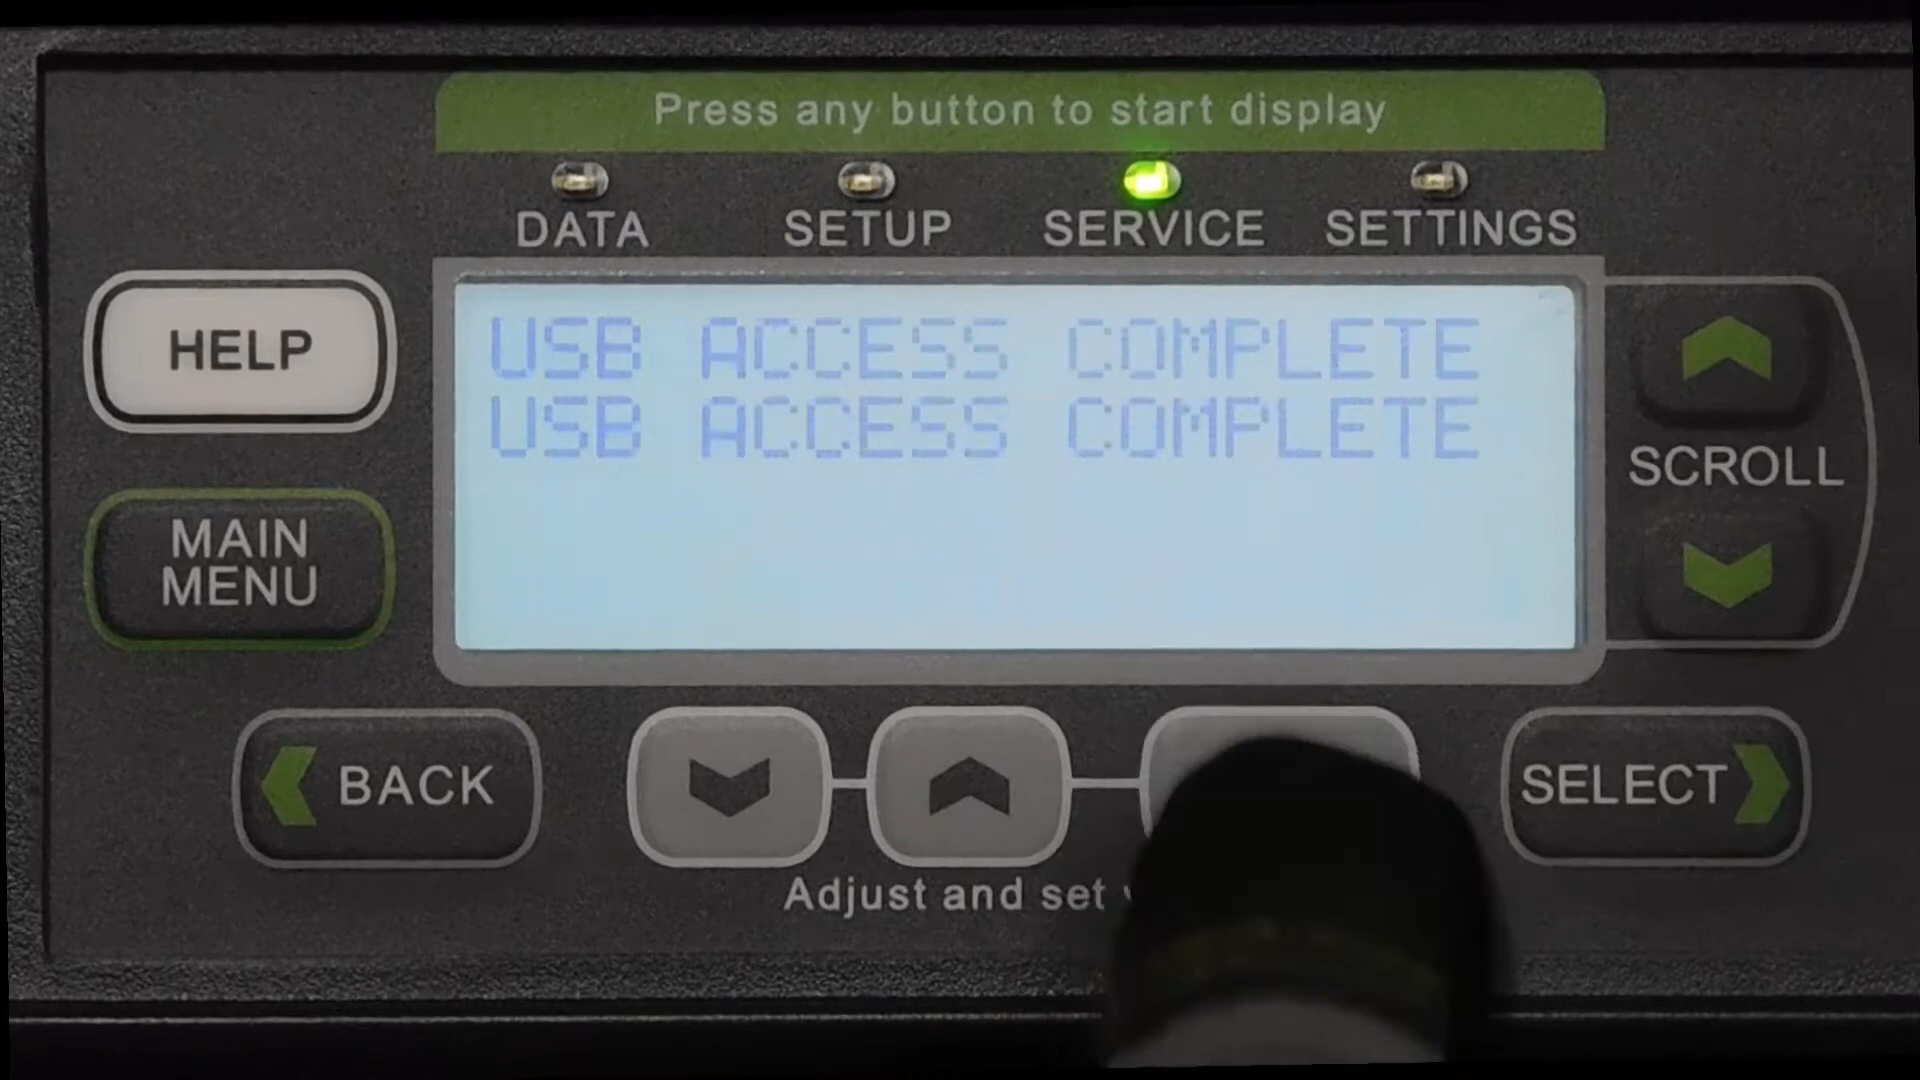 Press any button to start display
DATA SETUP SERVICE SETTINGS
HELP
USB ACCESS COMPLETE
USB ACCESS COMPLETE
SCROLL
MAIN
MENU
BACK
SELECT
Adjust and set